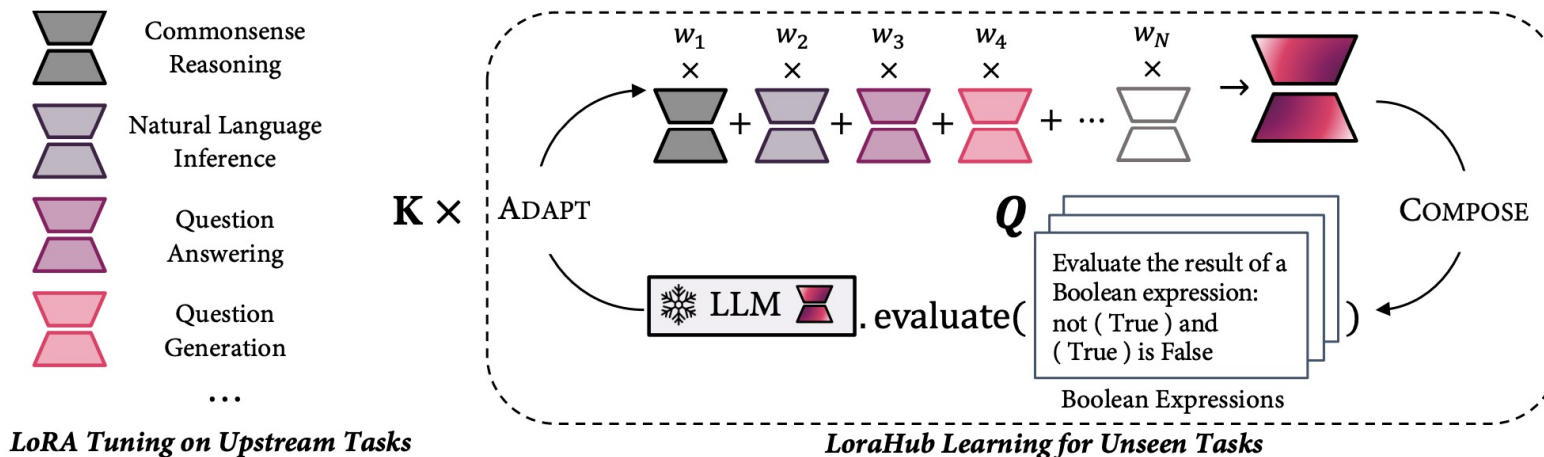 Commonsense
Reasoning
Natural Language
Inference
Question
Answering
Question
Generation
...
LoRA Tuning on Upstream Tasks
K ×
ADAPT
w₁ w₂ w₃ w₄ w_N
× × × × ×
+ + + + ... →
COMPOSE
Q
Evaluate the result of a
Boolean expression:
not ( True ) and
( True ) is False
LLM .evaluate( )
Boolean Expressions
LoraHub Learning for Unseen Tasks